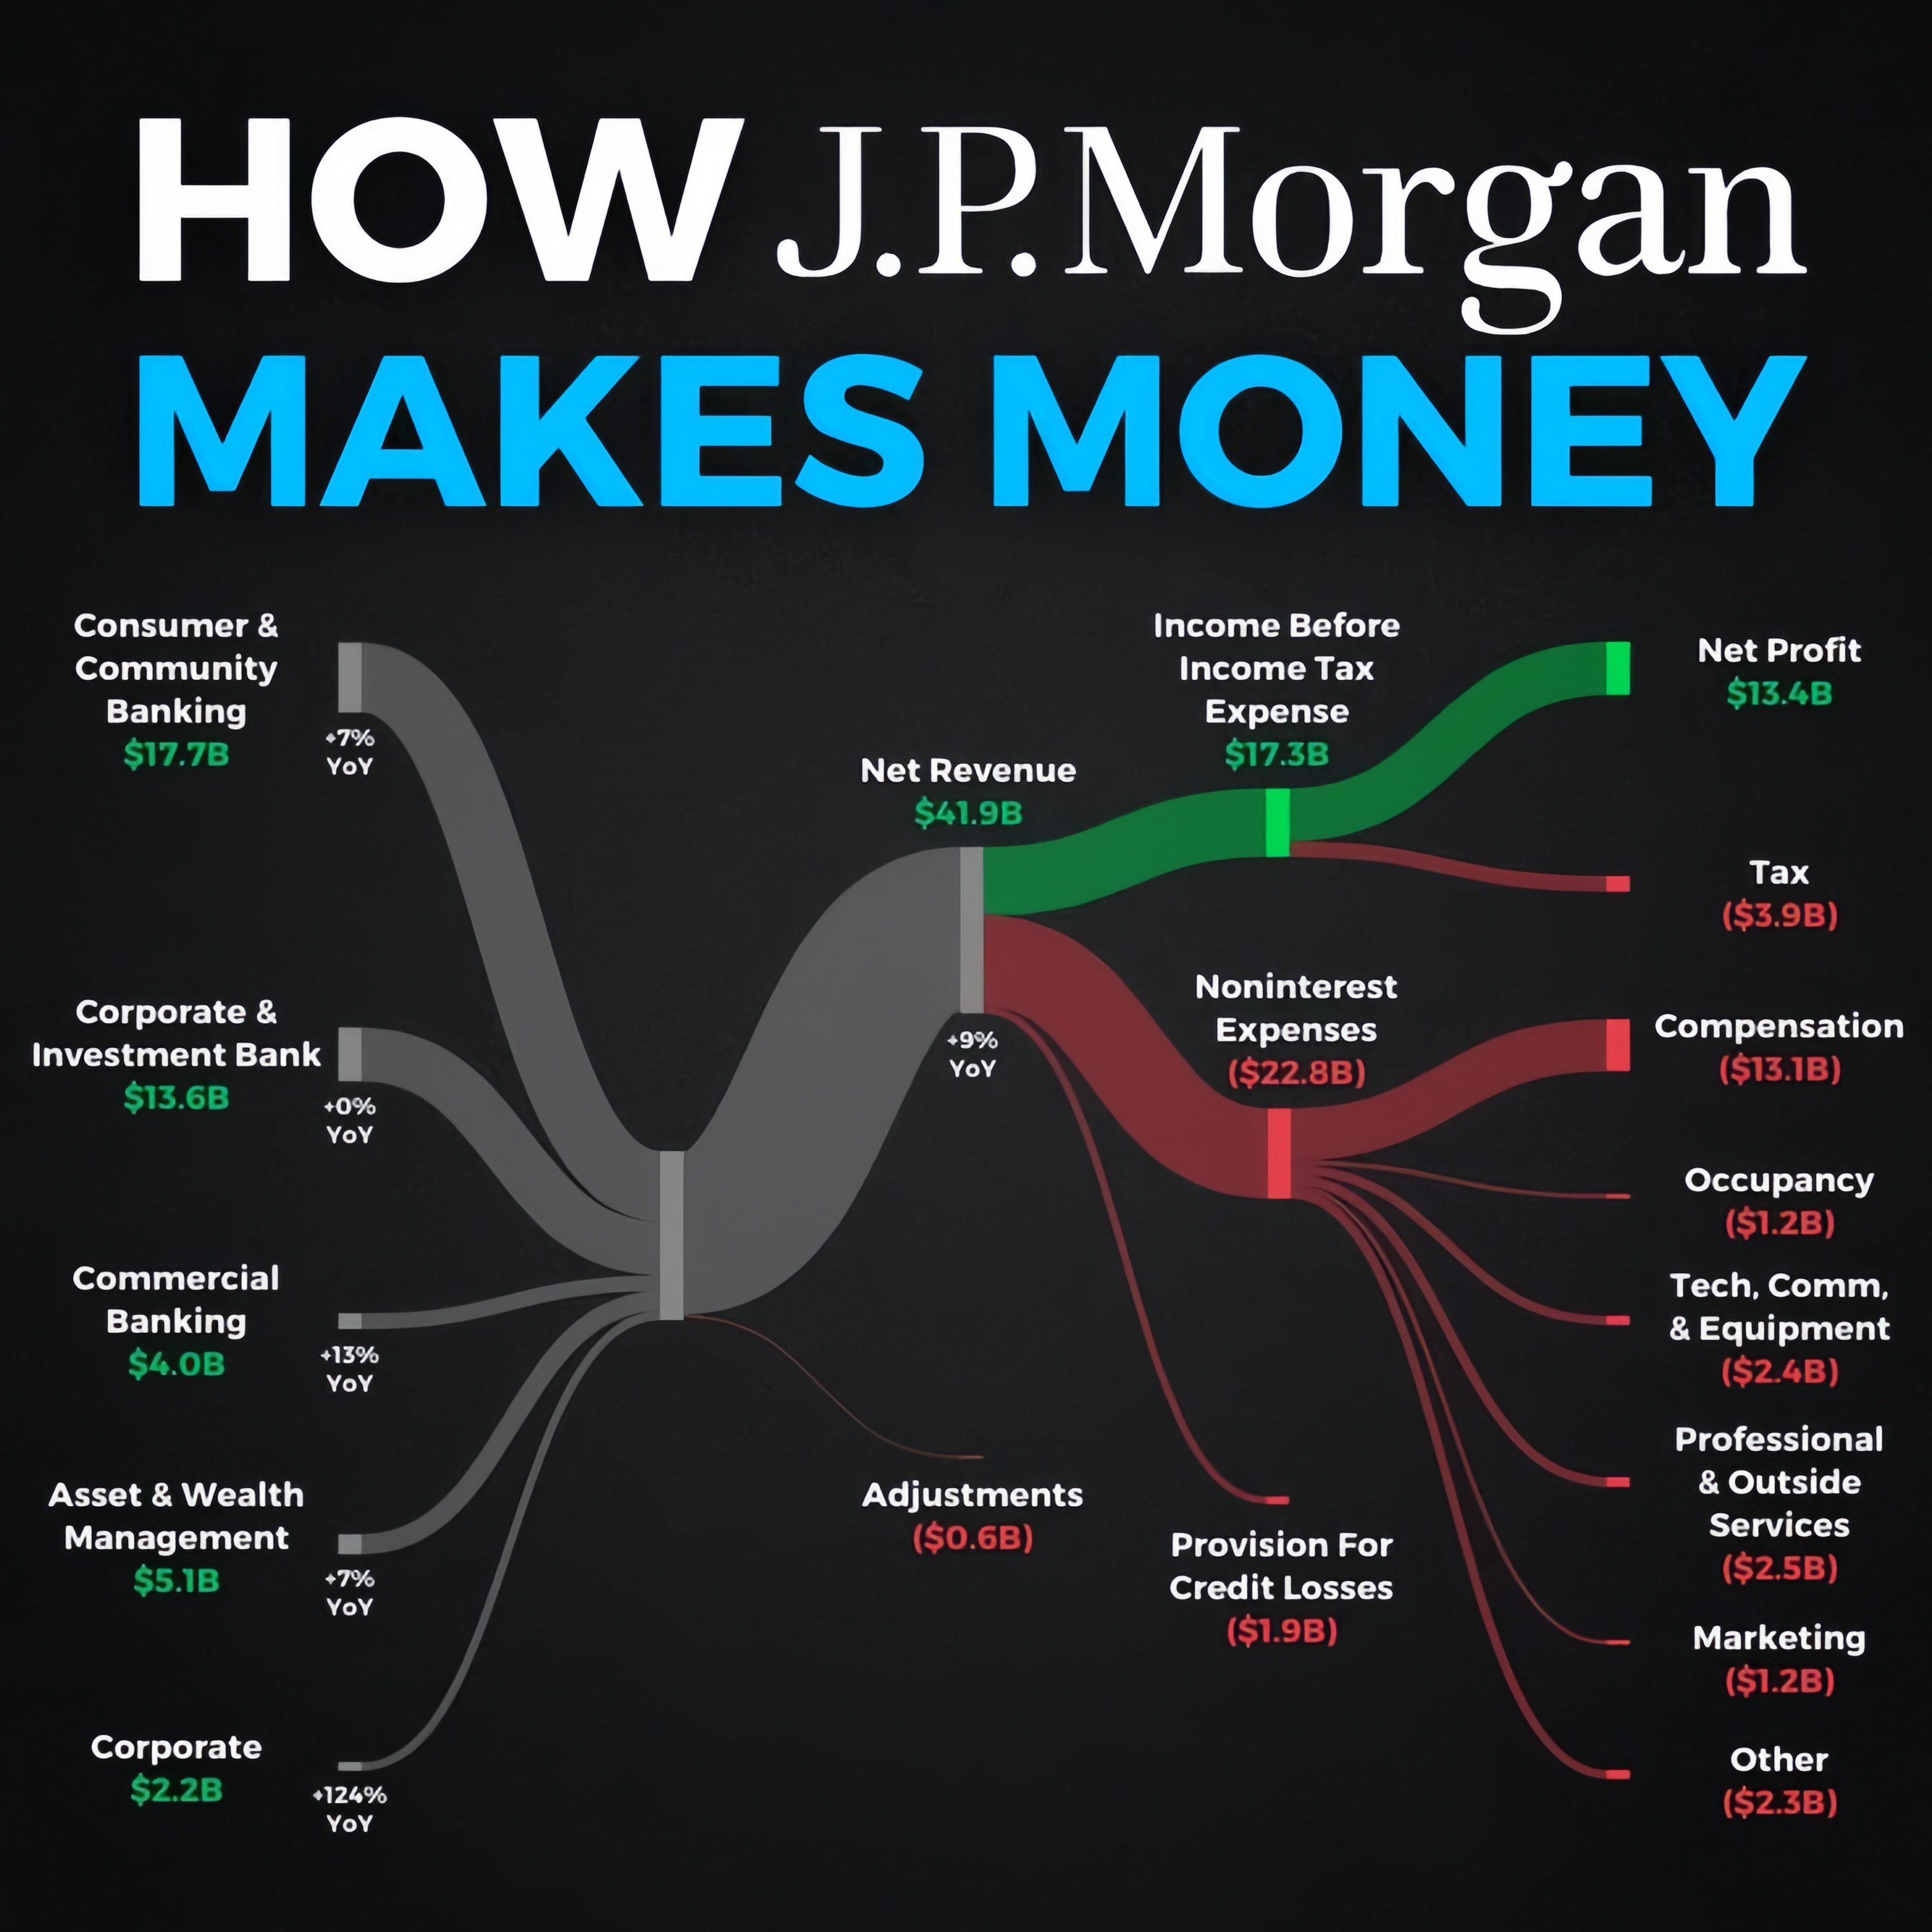 HOW J.P.Morgan
MAKES MONEY
Consumer &
Community
Banking
$17.7B
+7%
YoY
Corporate &
Investment Bank
$13.6B
+0%
YoY
Commercial
Banking
$4.0B
+13%
YoY
Asset & Wealth
Management
$5.1B
+7%
YoY
Corporate
$2.2B
+124%
YoY
Net Revenue
$41.9B
+9%
YoY
Adjustments
($0.6B)
Income Before
Income Tax
Expense
$17.3B
Noninterest
Expenses
($22.8B)
Provision For
Credit Losses
($1.9B)
Net Profit
$13.4B
Tax
($3.9B)
Compensation
($13.1B)
Occupancy
($1.2B)
Tech, Comm,
& Equipment
($2.4B)
Professional
& Outside
Services
($2.5B)
Marketing
($1.2B)
Other
($2.3B)